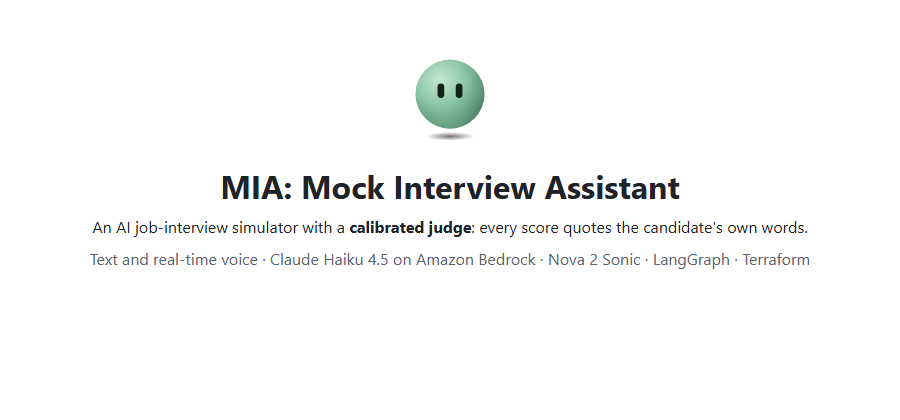 MIA: Mock Interview Assistant
An AI job-interview simulator with a calibrated judge: every score quotes the candidate's own words.
Text and real-time voice · Claude Haiku 4.5 on Amazon Bedrock · Nova 2 Sonic · LangGraph · Terraform